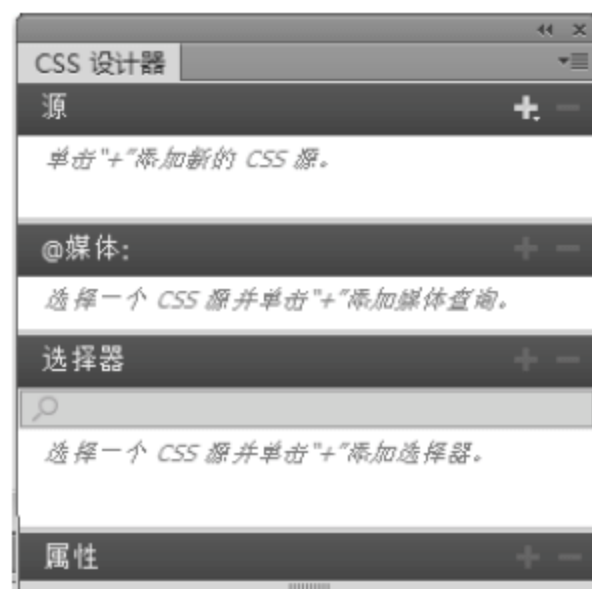 CSS 设计器
源
单击“+”添加新的 CSS 源。
@媒体:
选择一个 CSS 源并单击“+”添加媒体查询。
选择器
选择一个 CSS 源并单击“+”添加选择器。
属性